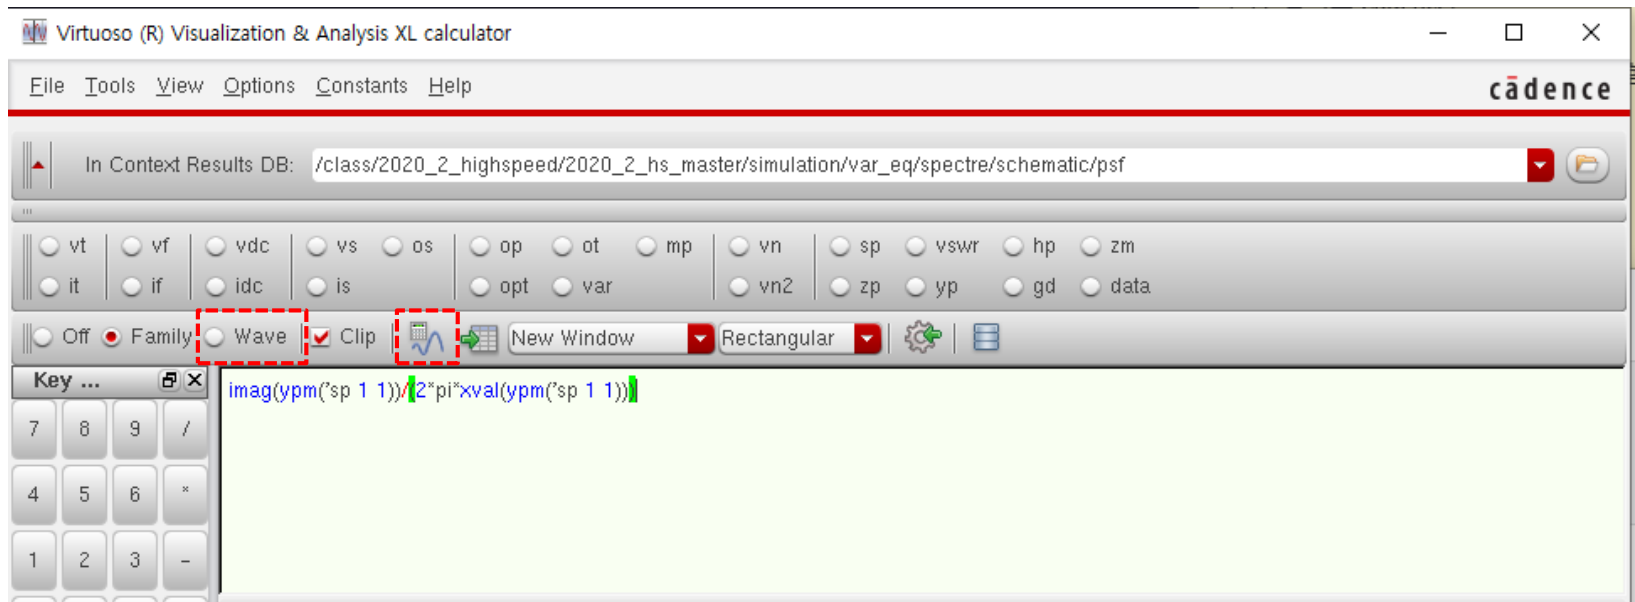 Virtuoso (R) Visualization & Analysis XL calculator
File Tools View Options Constants Help
cādence
In Context Results DB: /class/2020_2_highspeed/2020_2_hs_master/simulation/var_eq/spectre/schematic/psf
vt vf vdc vs os op ot mp vn sp vswr hp zm
it if idc is opt var vn2 zp yp gd data
Off Family Wave Clip New Window Rectangular
Key ...
imag(ypm('sp 1 1))/(2*pi*xval(ypm('sp 1 1)))
7 8 9 /
4 5 6 *
1 2 3 -